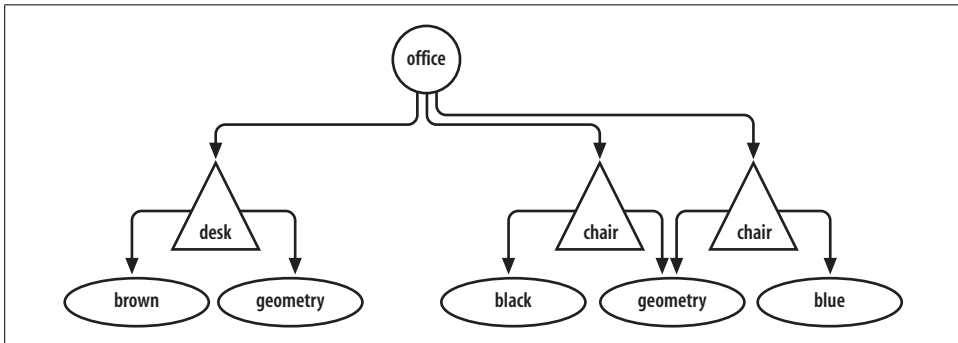 office
desk
chair
chair
brown
geometry
black
geometry
blue